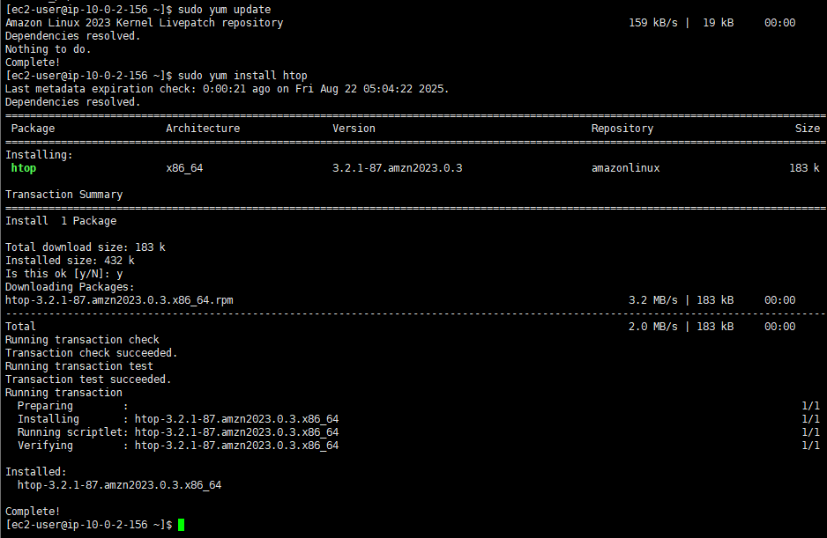 [ec2-user@ip-10-0-2-156 ~]$ sudo yum update
Amazon Linux 2023 Kernel Livepatch repository 159 kB/s | 19 kB 00:00
Dependencies resolved.
Nothing to do.
Complete!
[ec2-user@ip-10-0-2-156 ~]$ sudo yum install htop
Last metadata expiration check: 0:00:21 ago on Fri Aug 22 05:04:22 2025.
Dependencies resolved.
Package Architecture Version Repository Size
Installing:
htop x86_64 3.2.1-87.amzn2023.0.3 amazonlinux 183 k
Transaction Summary
Install 1 Package
Total download size: 183 k
Installed size: 432 k
Is this ok [y/N]: y
Downloading Packages:
htop-3.2.1-87.amzn2023.0.3.x86_64.rpm 3.2 MB/s | 183 kB 00:00
Total 2.0 MB/s | 183 kB 00:00
Running transaction check
Transaction check succeeded.
Running transaction test
Transaction test succeeded.
Running transaction
Preparing : 1/1
Installing : htop-3.2.1-87.amzn2023.0.3.x86_64 1/1
Running scriptlet: htop-3.2.1-87.amzn2023.0.3.x86_64 1/1
Verifying : htop-3.2.1-87.amzn2023.0.3.x86_64 1/1
Installed:
htop-3.2.1-87.amzn2023.0.3.x86_64
Complete!
[ec2-user@ip-10-0-2-156 ~]$